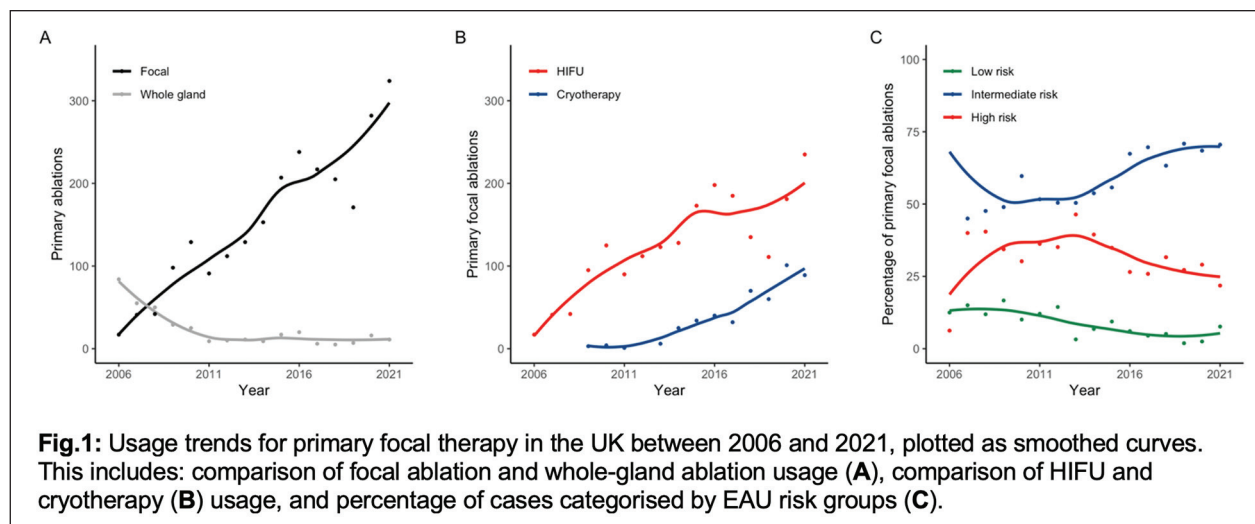 A
Focal
Whole gland
Primary ablations
300
200
100
0
2006
2011
2016
2021
Year
B
HIFU
Cryotherapy
Primary focal ablations
300
200
100
0
2006
2011
2016
2021
Year
C
Low risk
Intermediate risk
High risk
Percentage of primary focal ablations
100
75
50
25
0
2006
2011
2016
2021
Year
Fig.1: Usage trends for primary focal therapy in the UK between 2006 and 2021, plotted as smoothed curves.
This includes: comparison of focal ablation and whole-gland ablation usage (A), comparison of HIFU and
cryotherapy (B) usage, and percentage of cases categorised by EAU risk groups (C).